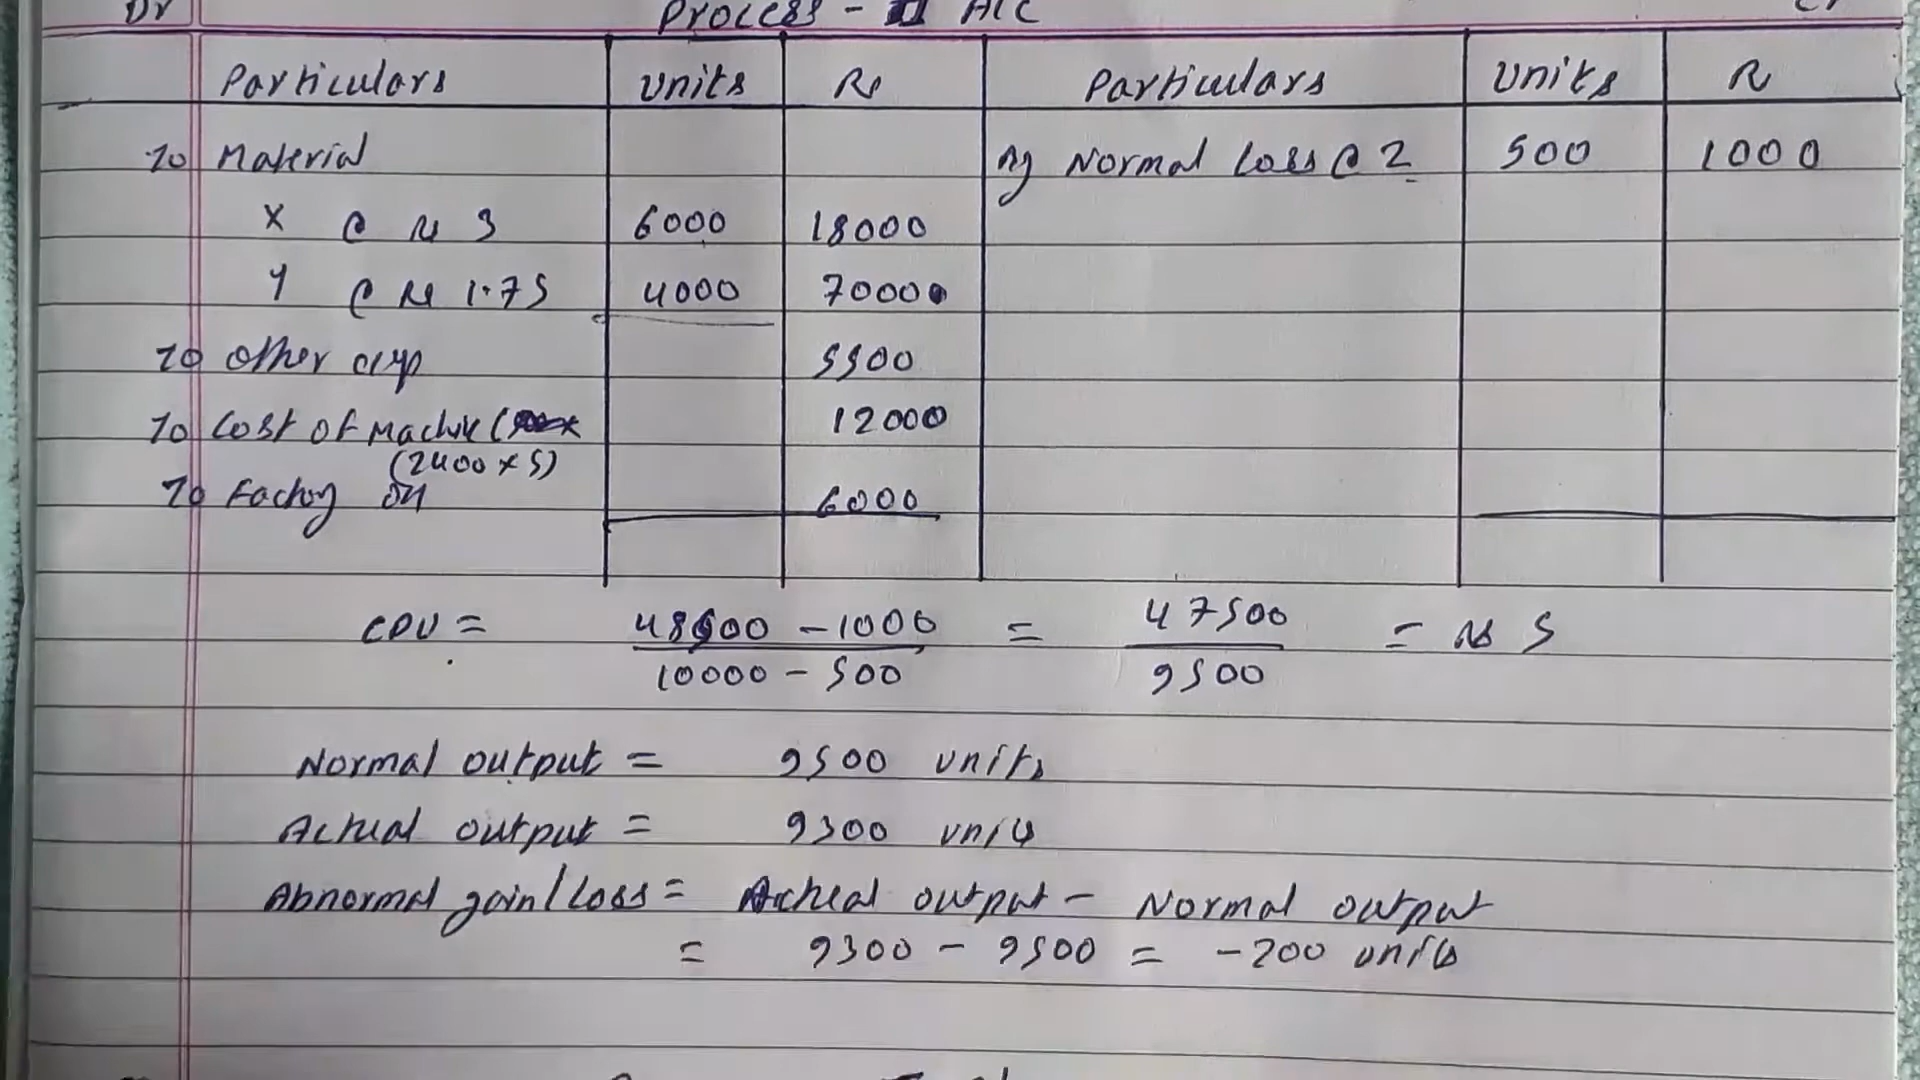 Dr Process - A/C Cr
Particulars Units Rs Particulars Units Rs
To Material By Normal Loss @ 2 500 1000
X @ Rs 3 6000 18000
Y @ Rs 1.75 4000 7000
To other exp 5500
To Cost of Machine ( 12000
(2400 x 5)
To Factory OH 6000
CPU = 48500 - 1000 = 47500 = Rs 5
10000 - 500 9500
Normal output = 9500 units
Actual output = 9300 units
Abnormal gain/Loss = Actual output - Normal output
= 9300 - 9500 = -200 units